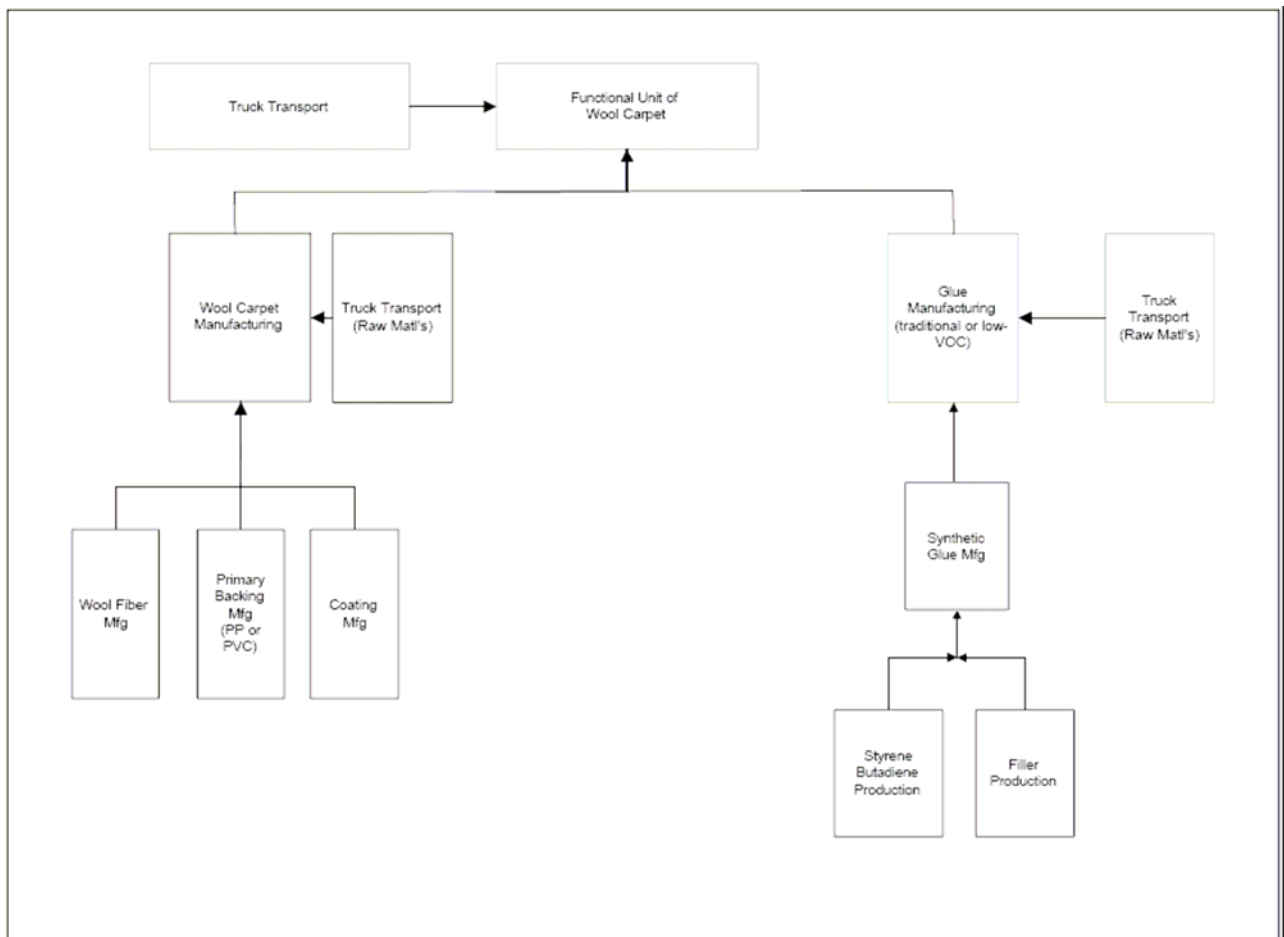 Truck Transport
Functional Unit of
Wool Carpet
Wool Carpet
Manufacturing
Truck Transport
(Raw Matl's)
Glue
Manufacturing
(traditional or low-
VOC)
Truck
Transport
(Raw Matl's)
Wool Fiber
Mfg
Primary
Backing
Mfg
(PP or
PVC)
Coating
Mfg
Synthetic
Glue Mfg
Styrene
Butadiene
Production
Filler
Production